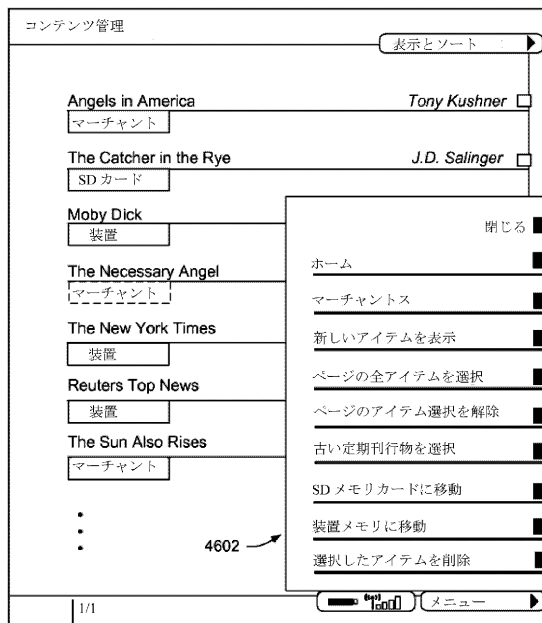 コンテンツ管理
表示とソート
Angels in America Tony Kushner
マーチャント
The Catcher in the Rye J.D. Salinger
SD カード
Moby Dick
装置
The Necessary Angel
マーチャント
The New York Times
装置
Reuters Top News
装置
The Sun Also Rises
マーチャント
閉じる
ホーム
マーチャントス
新しいアイテムを表示
ページの全アイテムを選択
ページのアイテム選択を解除
古い定期刊行物を選択
SD メモリカードに移動
装置メモリに移動
選択したアイテムを削除
4602
1/1
メニュー